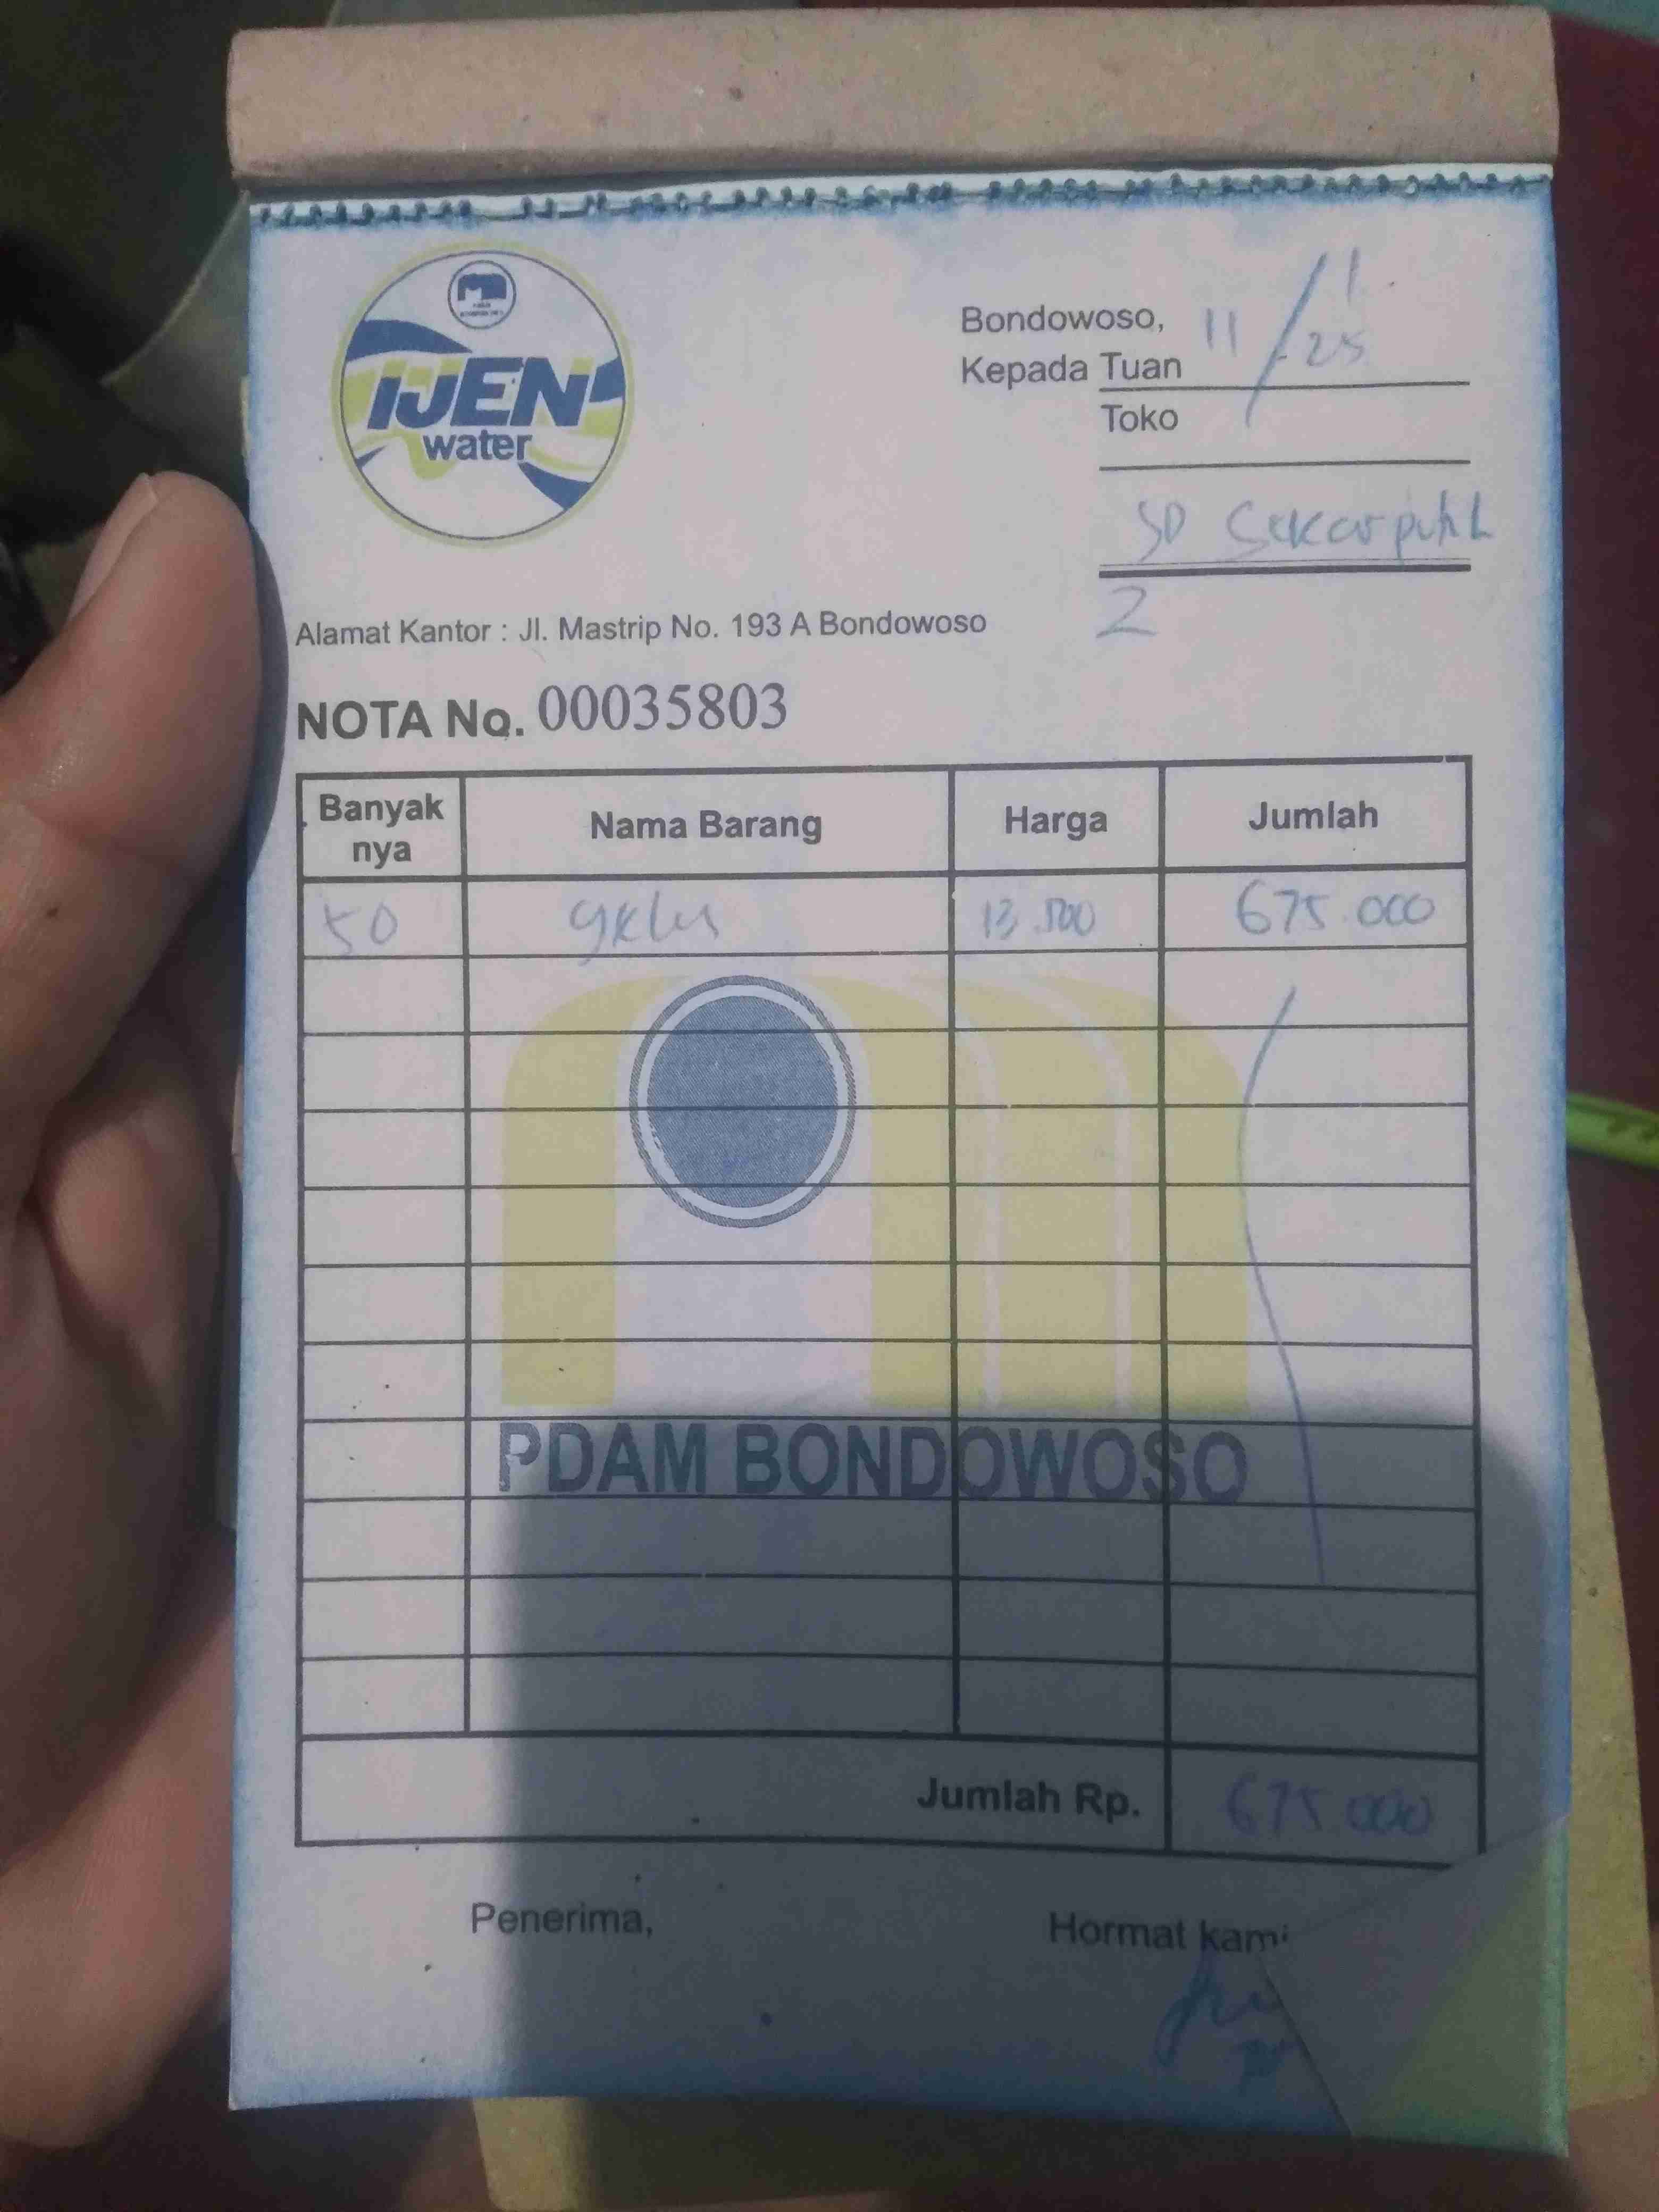 IJEN
water
Bondowoso, 11/1-25
Kepada Tuan
Toko
SD Sekarputih
2
Alamat Kantor : Jl. Mastrip No. 193 A Bondowoso
NOTA No. 00035803
Banyak nya Nama Barang Harga Jumlah
50 gelas 13.500 675.000
PDAM BONDOWOSO
Jumlah Rp. 675.000
Penerima, Hormat kami